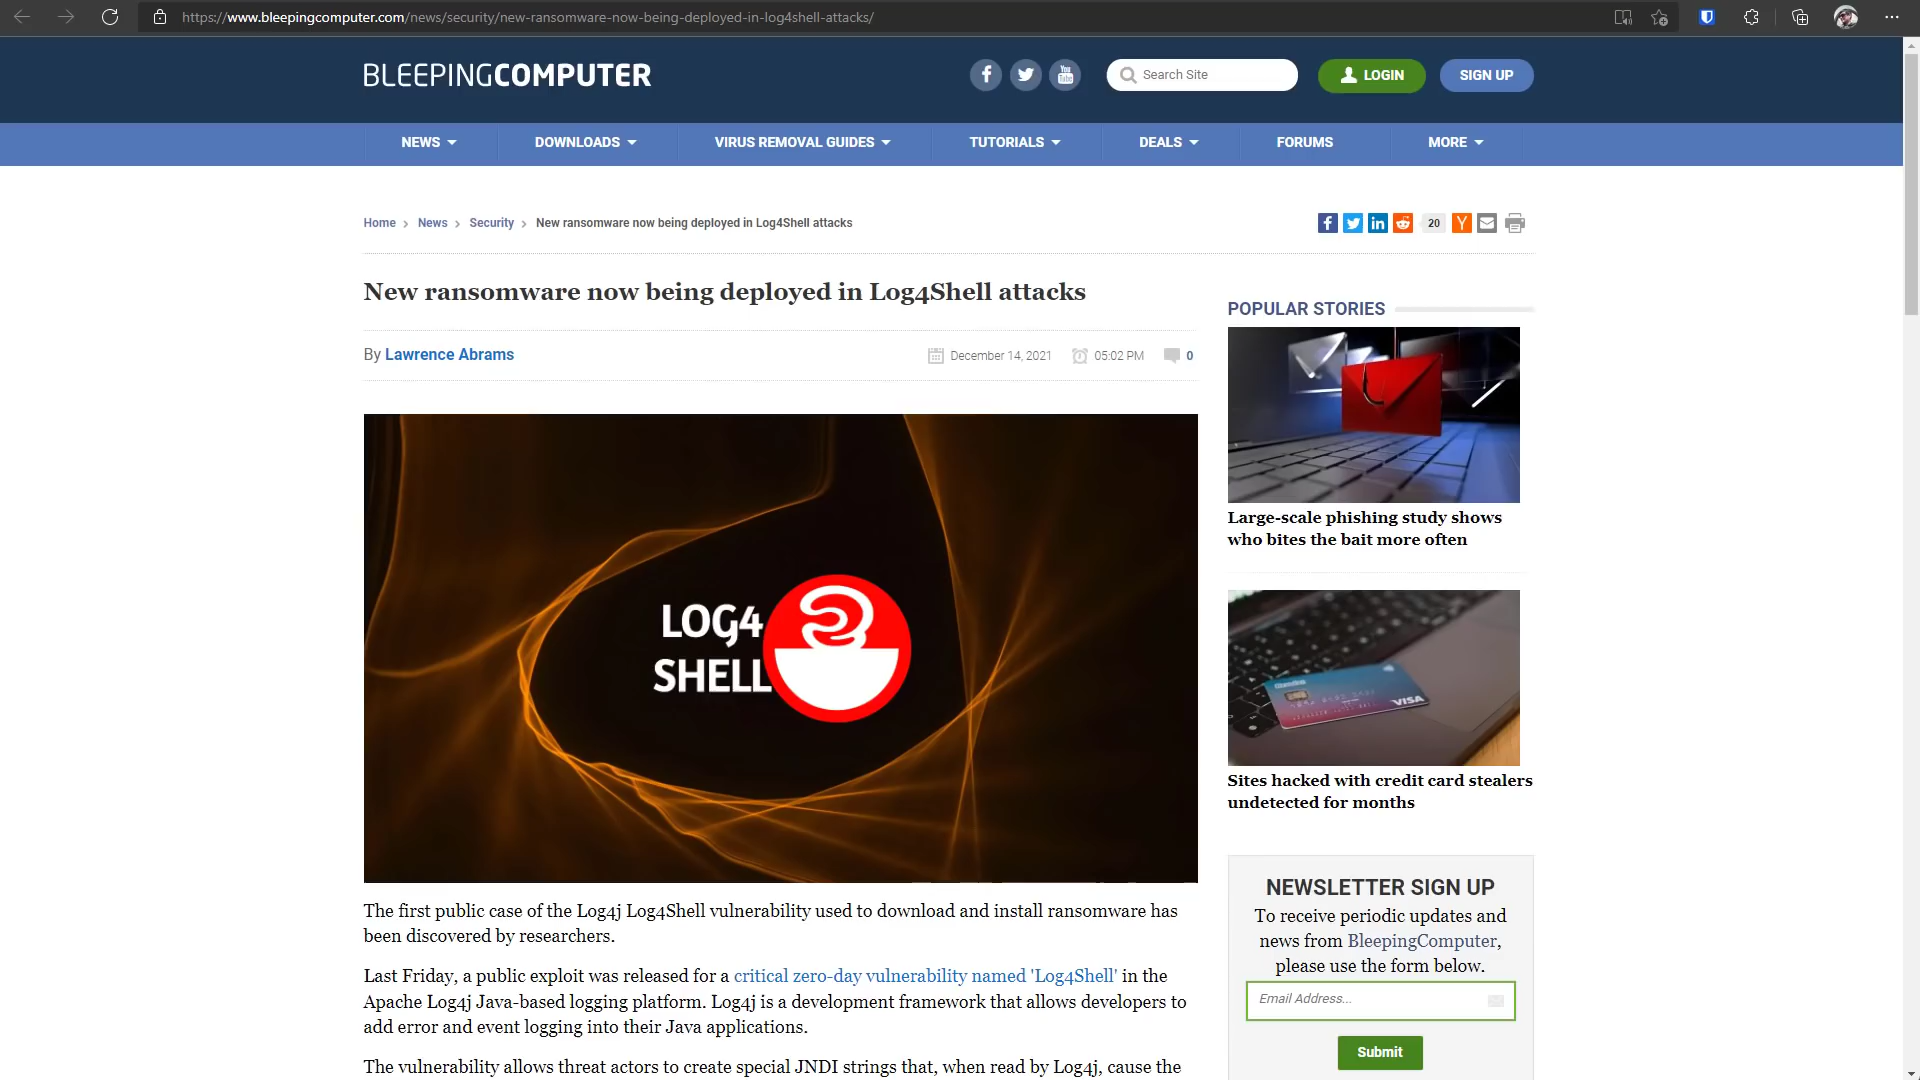 https://www.bleepingcomputer.com/news/security/new-ransomware-now-being-deployed-in-log4shell-attacks/
BLEEPINGCOMPUTER
Search Site
LOGIN
SIGN UP
NEWS
DOWNLOADS
VIRUS REMOVAL GUIDES
TUTORIALS
DEALS
FORUMS
MORE
Home
News
Security
New ransomware now being deployed in Log4Shell attacks
20
New ransomware now being deployed in Log4Shell attacks
By Lawrence Abrams
December 14, 2021
05:02 PM
0
LOG4
SHELL
The first public case of the Log4j Log4Shell vulnerability used to download and install ransomware has
been discovered by researchers.
Last Friday, a public exploit was released for a critical zero-day vulnerability named 'Log4Shell' in the
Apache Log4j Java-based logging platform. Log4j is a development framework that allows developers to
add error and event logging into their Java applications.
The vulnerability allows threat actors to create special JNDI strings that, when read by Log4j, cause the
POPULAR STORIES
Large-scale phishing study shows
who bites the bait more often
VISA
Sites hacked with credit card stealers
undetected for months
NEWSLETTER SIGN UP
To receive periodic updates and
news from BleepingComputer,
please use the form below.
Email Address...
Submit